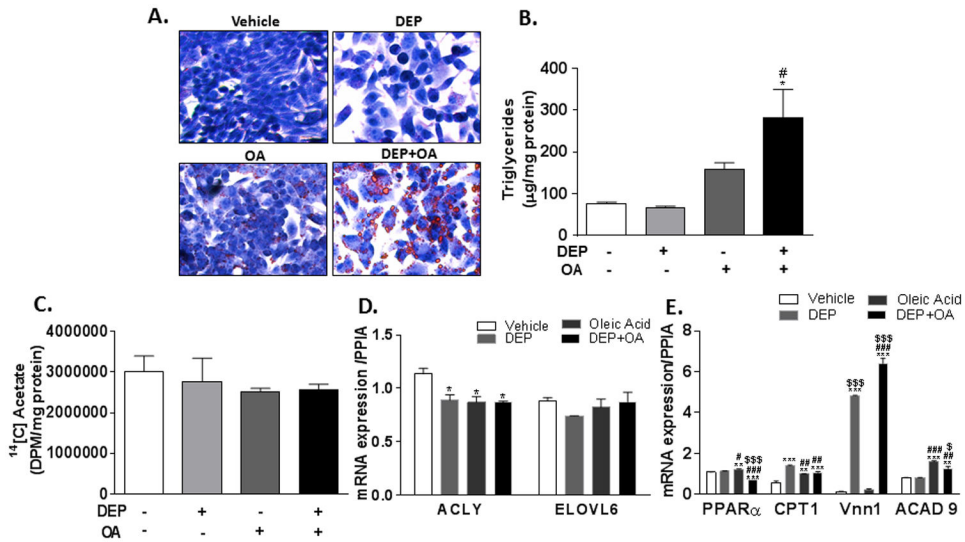 A.
Vehicle
DEP
OA
DEP+OA
B.
Triglycerides
(µg/mg protein)
400
300
200
100
0
#
*
DEP - + - +
OA - - + +
C.
14[C] Acetate
(DPM/mg protein)
4000000
3000000
2000000
1000000
0
DEP - + - +
OA - - + +
D.
Vehicle
DEP
Oleic Acid
DEP+OA
mRNA expression /PPIA
1.5
1.0
0.5
0.0
* * *
ACLY ELOVL6
E.
Vehicle
DEP
Oleic Acid
DEP+OA
mRNA expression/PPIA
8
6
4
2
0
#
**
$$$
###
***
***
##
**
##
***
$$$
***
$$$
###
***
###
***
$
##
**
PPARα CPT1 Vnn1 ACAD 9